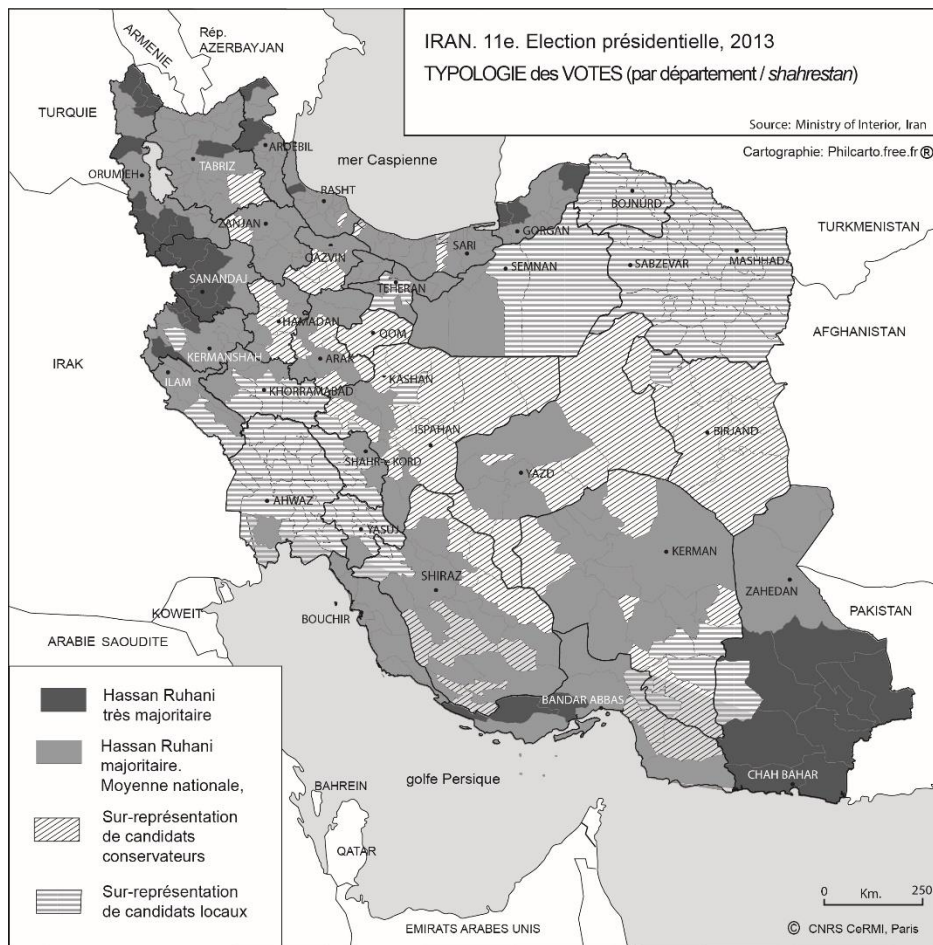 IRAN. 11e. Election présidentielle, 2013
TYPOLOGIE des VOTES (par département / shahrestan)
Source: Ministry of Interior, Iran
Cartographie: Philcarto.free.fr ®
ARMENIE
Rép.
AZERBAYJAN
TURQUIE
mer Caspienne
TURKMENISTAN
AFGHANISTAN
PAKISTAN
IRAK
KOWEIT
ARABIE SAOUDITE
BAHREIN
QATAR
EMIRATS ARABES UNIS
golfe Persique
ARDEBIL
TABRIZ
ORUMIEH
RASHT
ZANJAN
QAZVIN
SARI
GORGAN
BOJNURD
SEMNAN
SABZEVAR
MASHHAD
SANANDAJ
TEHERAN
HAMADAN
QOM
KERMANSHAH
ARAK
ILAM
KASHAN
KHORRAMABAD
ISPAHAN
BIRJAND
SHAHR-e KORD
YAZD
AHWAZ
YASUJ
KERMAN
SHIRAZ
ZAHEDAN
BOUCHIR
BANDAR ABBAS
CHAH BAHAR
Hassan Ruhani
très majoritaire
Hassan Ruhani
majoritaire.
Moyenne nationale,
Sur-représentation
de candidats
conservateurs
Sur-représentation
de candidats locaux
0 Km. 250
© CNRS CeRMI, Paris